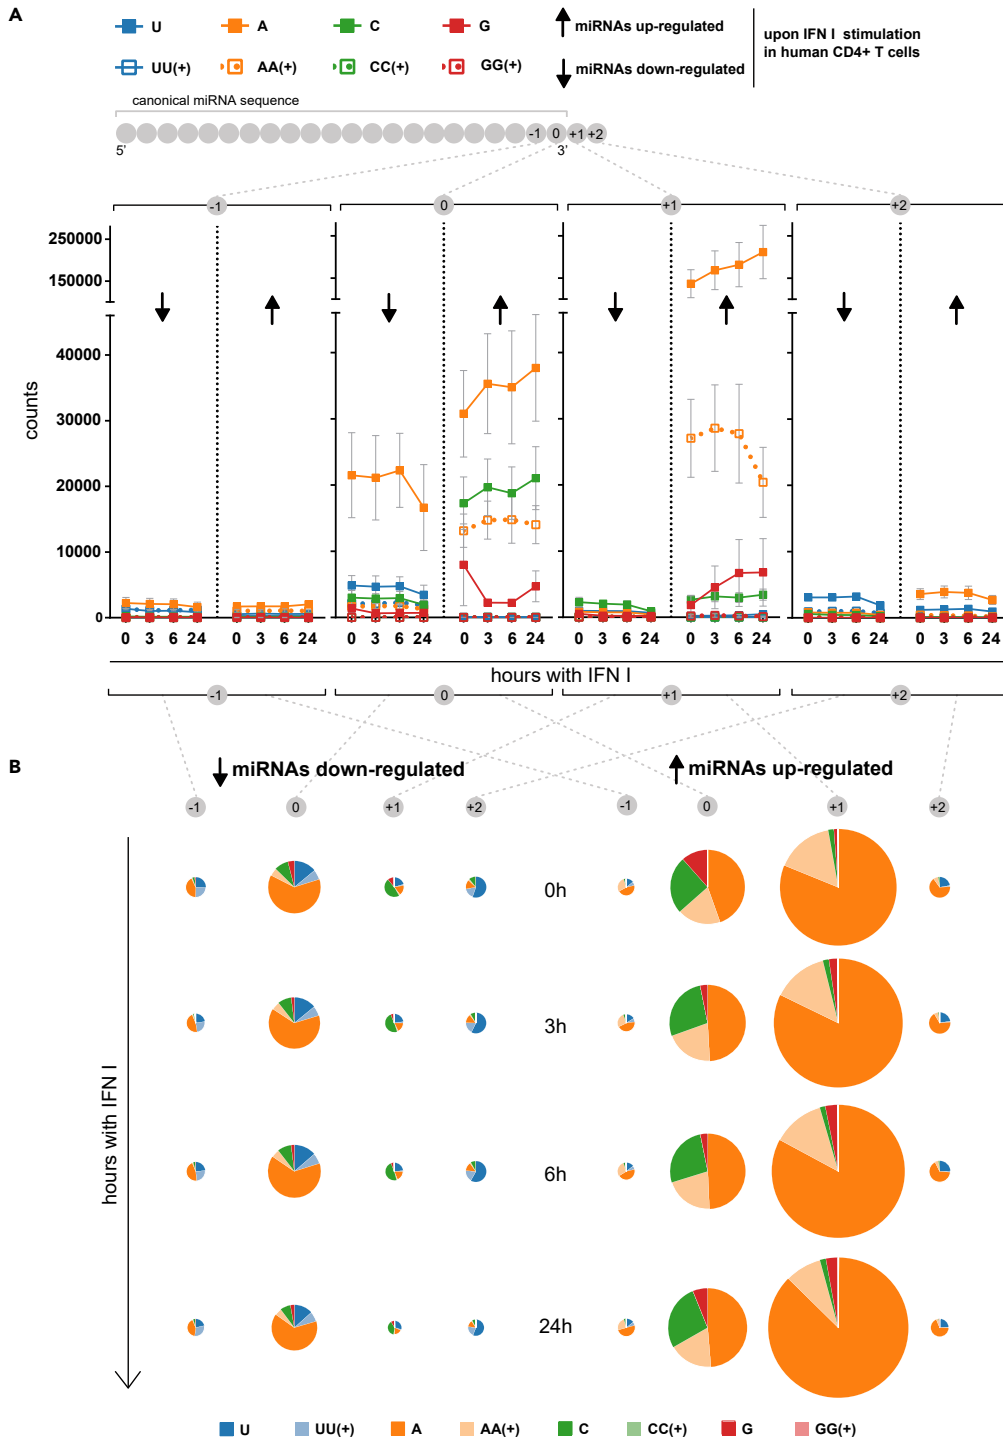 A
U A C G miRNAs up-regulated
UU(+) AA(+) CC(+) GG(+) miRNAs down-regulated
upon IFN I stimulation
in human CD4+ T cells
canonical miRNA sequence
-1 0 +1 +2
5' 3'
-1 0 +1 +2
250000
150000
40000
30000
20000
10000
0
counts
0 3 6 24 0 3 6 24 0 3 6 24 0 3 6 24 0 3 6 24 0 3 6 24 0 3 6 24 0 3 6 24
hours with IFN I
-1 0 +1 +2
B
miRNAs down-regulated miRNAs up-regulated
-1 0 +1 +2 -1 0 +1 +2
0h
3h
6h
24h
hours with IFN I
U UU(+) A AA(+) C CC(+) G GG(+)